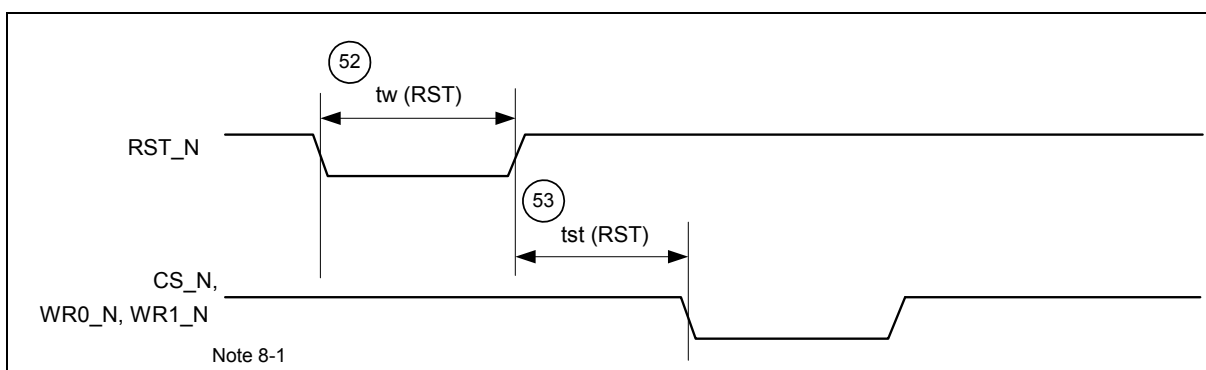 52
tw (RST)
RST_N
53
tst (RST)
CS_N,
WR0_N, WR1_N
Note 8-1